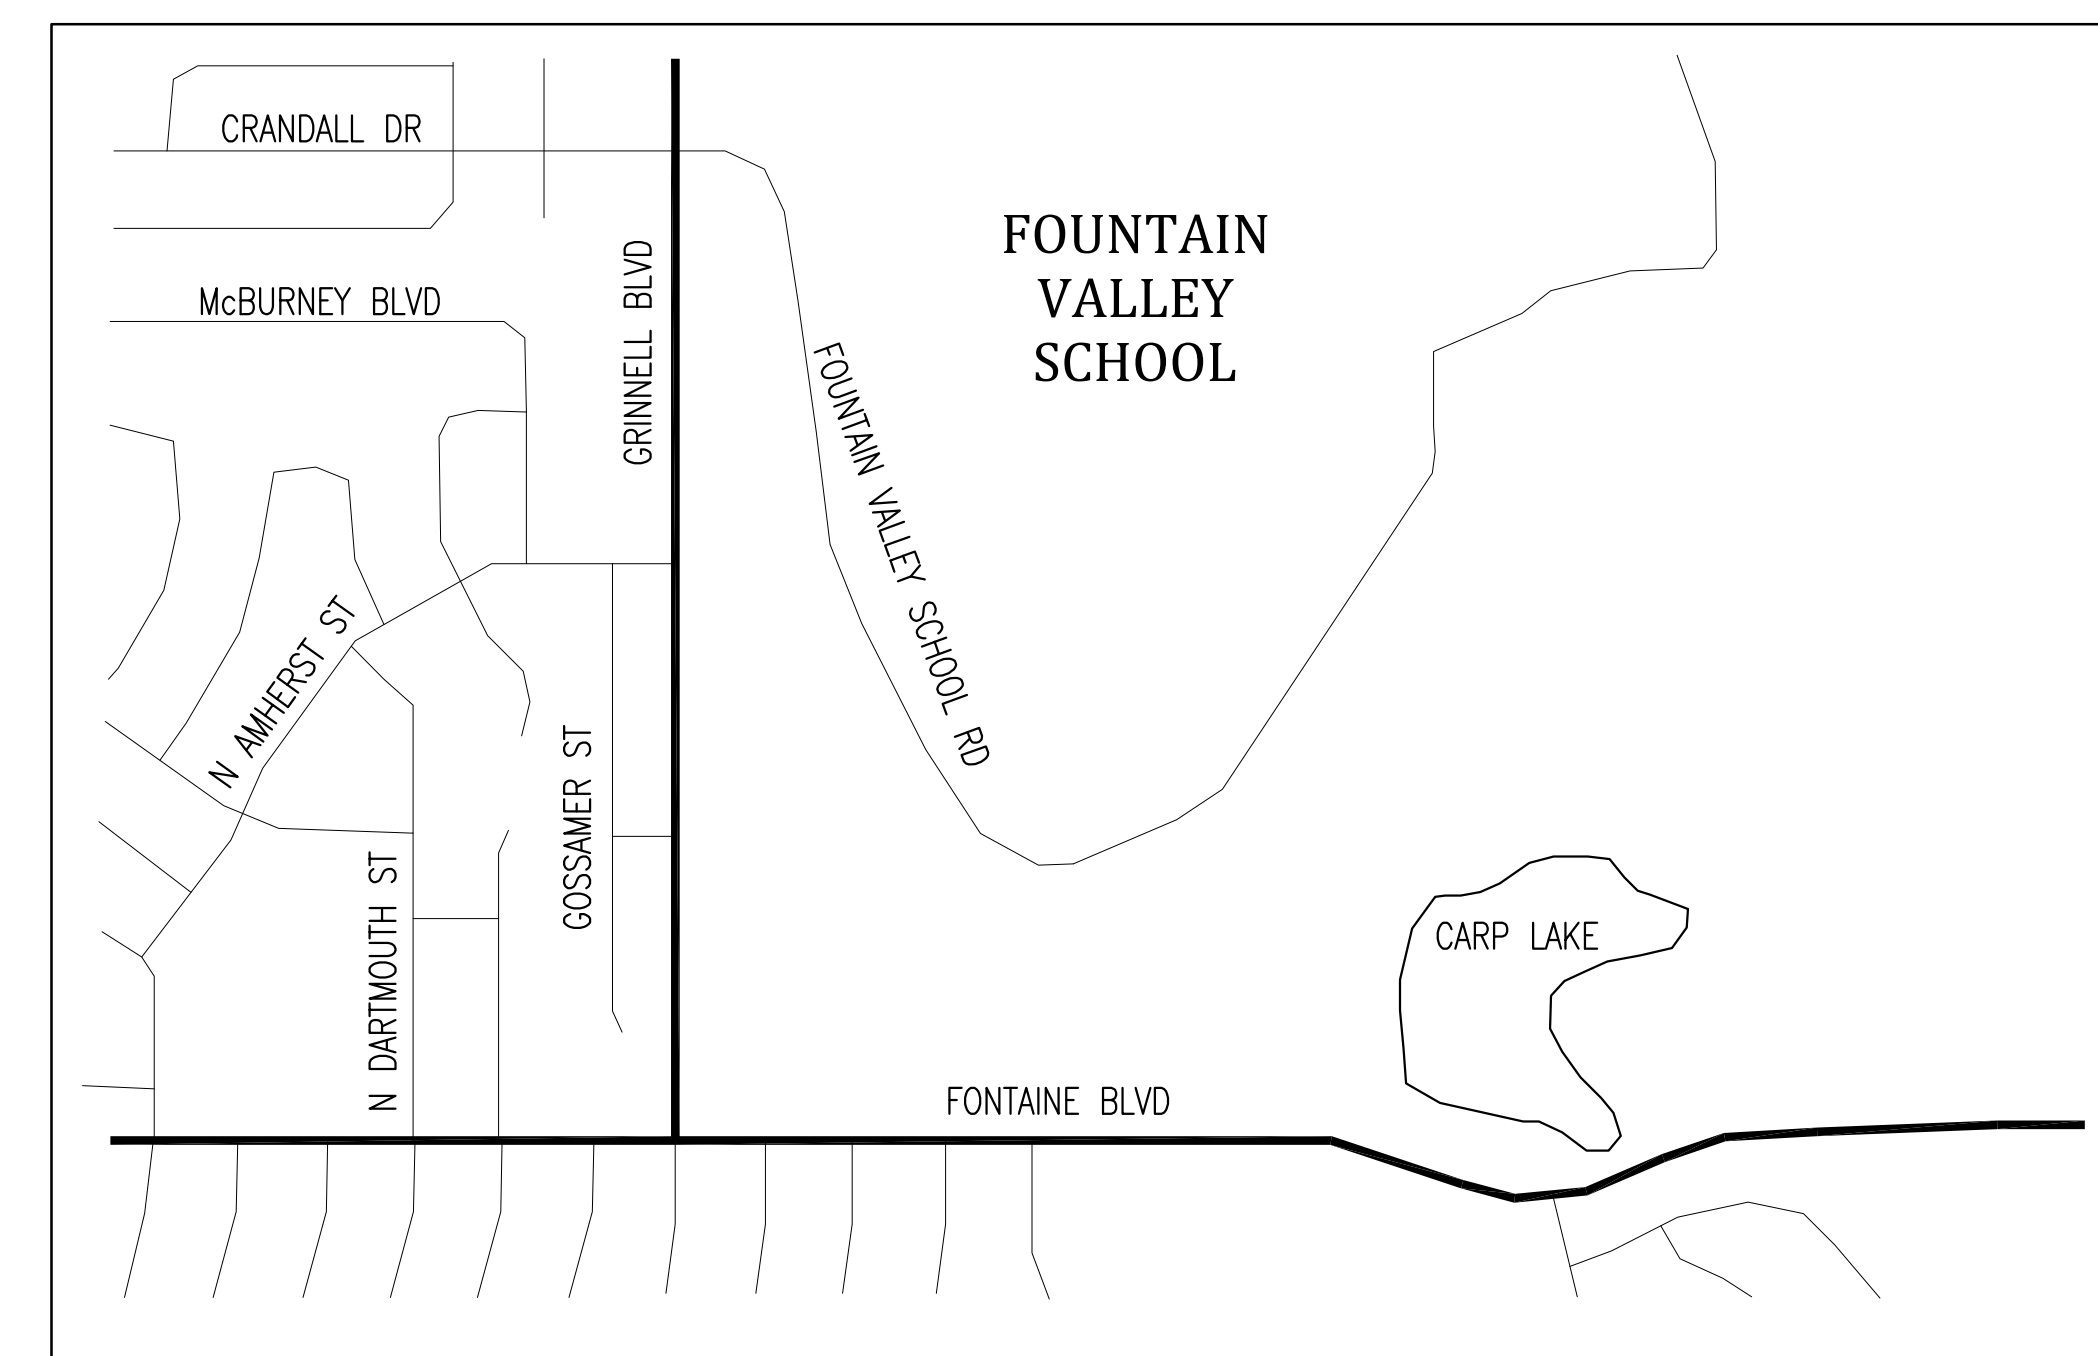 CRANDALL DR
McBURNEY BLVD
GRINNELL BLVD
FOUNTAIN
VALLEY
SCHOOL
FOUNTAIN VALLEY SCHOOL RD
N AMHERST ST
GOSSAMER ST
N DARTMOUTH ST
CARP LAKE
FONTAINE BLVD